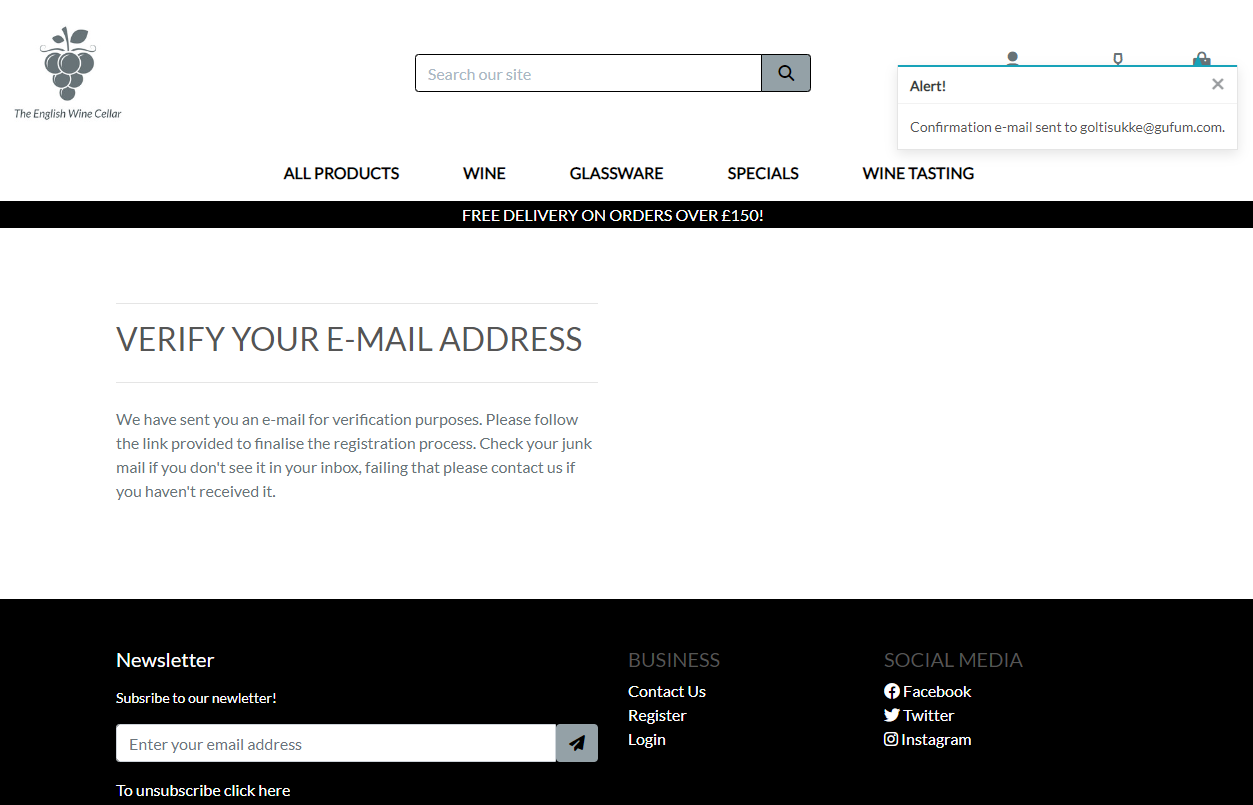 The English Wine Cellar
Search our site
Alert!
×
Confirmation e-mail sent to goltisukke@gufum.com.
ALL PRODUCTS
WINE
GLASSWARE
SPECIALS
WINE TASTING
FREE DELIVERY ON ORDERS OVER £150!
VERIFY YOUR E-MAIL ADDRESS
We have sent you an e-mail for verification purposes. Please follow
the link provided to finalise the registration process. Check your junk
mail if you don't see it in your inbox, failing that please contact us if
you haven't received it.
Newsletter
Subsribe to our newletter!
Enter your email address
To unsubscribe click here
BUSINESS
Contact Us
Register
Login
SOCIAL MEDIA
Facebook
Twitter
Instagram